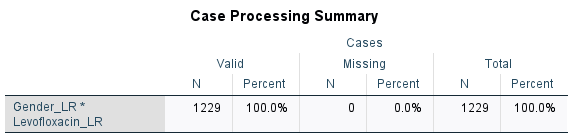 Case Processing Summary
Cases
Valid Missing Total
N Percent N Percent N Percent
Gender_LR * 1229 100.0% 0 0.0% 1229 100.0%
Levofloxacin_LR